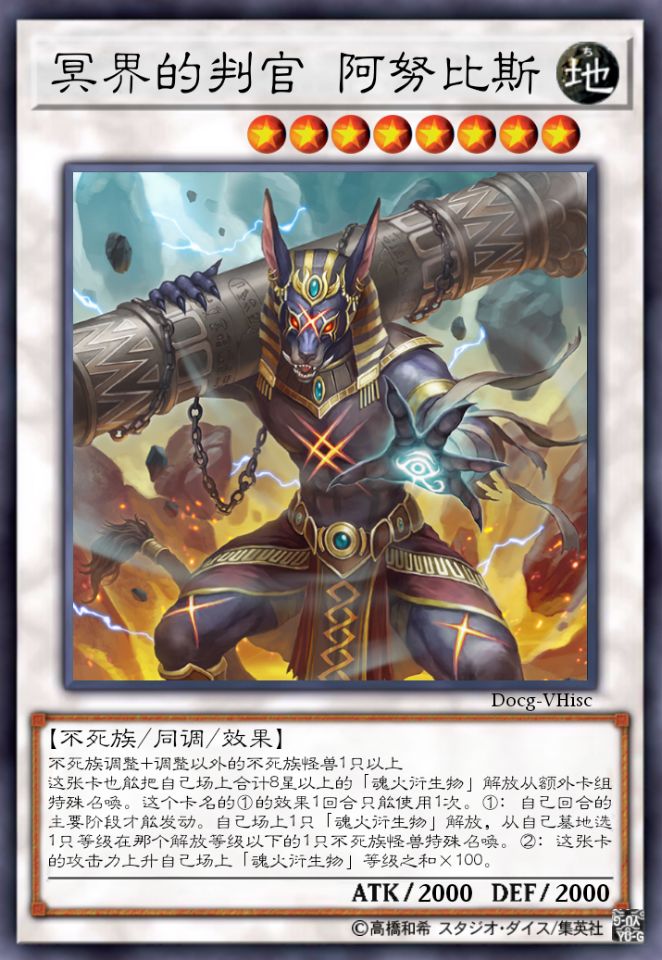 冥界的判官 阿努比斯
ち
地
Docg-VHisc
【不死族/同调/效果】
不死族调整+调整以外的不死族怪兽1只以上
这张卡也能把自己场上合计8星以上的「魂火衍生物」解放从额外卡组
特殊召唤。这个卡名的①的效果1回合只能使用1次。①：自己回合的
主要阶段才能发动。自己场上1只「魂火衍生物」解放，从自己墓地选
1只等级在那个解放等级以下的1只不死族怪兽特殊召唤。②：这张卡
的攻击力上升自己场上「魂火衍生物」等级之和×100。
ATK/2000 DEF/2000
©高橋和希 スタジオ・ダイス/集英社